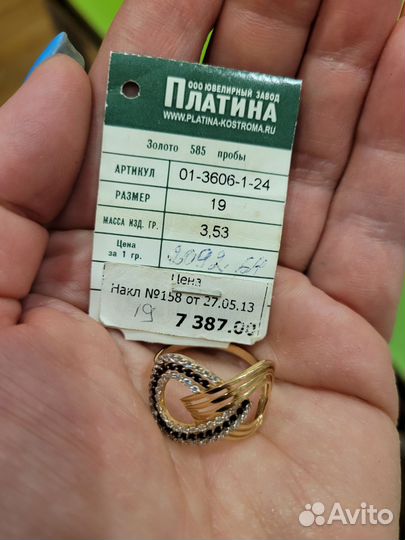 ООО ЮВЕЛИРНЫЙ ЗАВОД
ПЛАТИНА
WWW.PLATINA-KOSTROMA.RU
Золото 585 пробы
АРТИКУЛ 01-3606-1-24
РАЗМЕР 19
МАССА ИЗД. ГР. 3,53
Цена
за 1 гр.
Цена
Накл №158 от 27.05.13
19 7 387.00
Avito